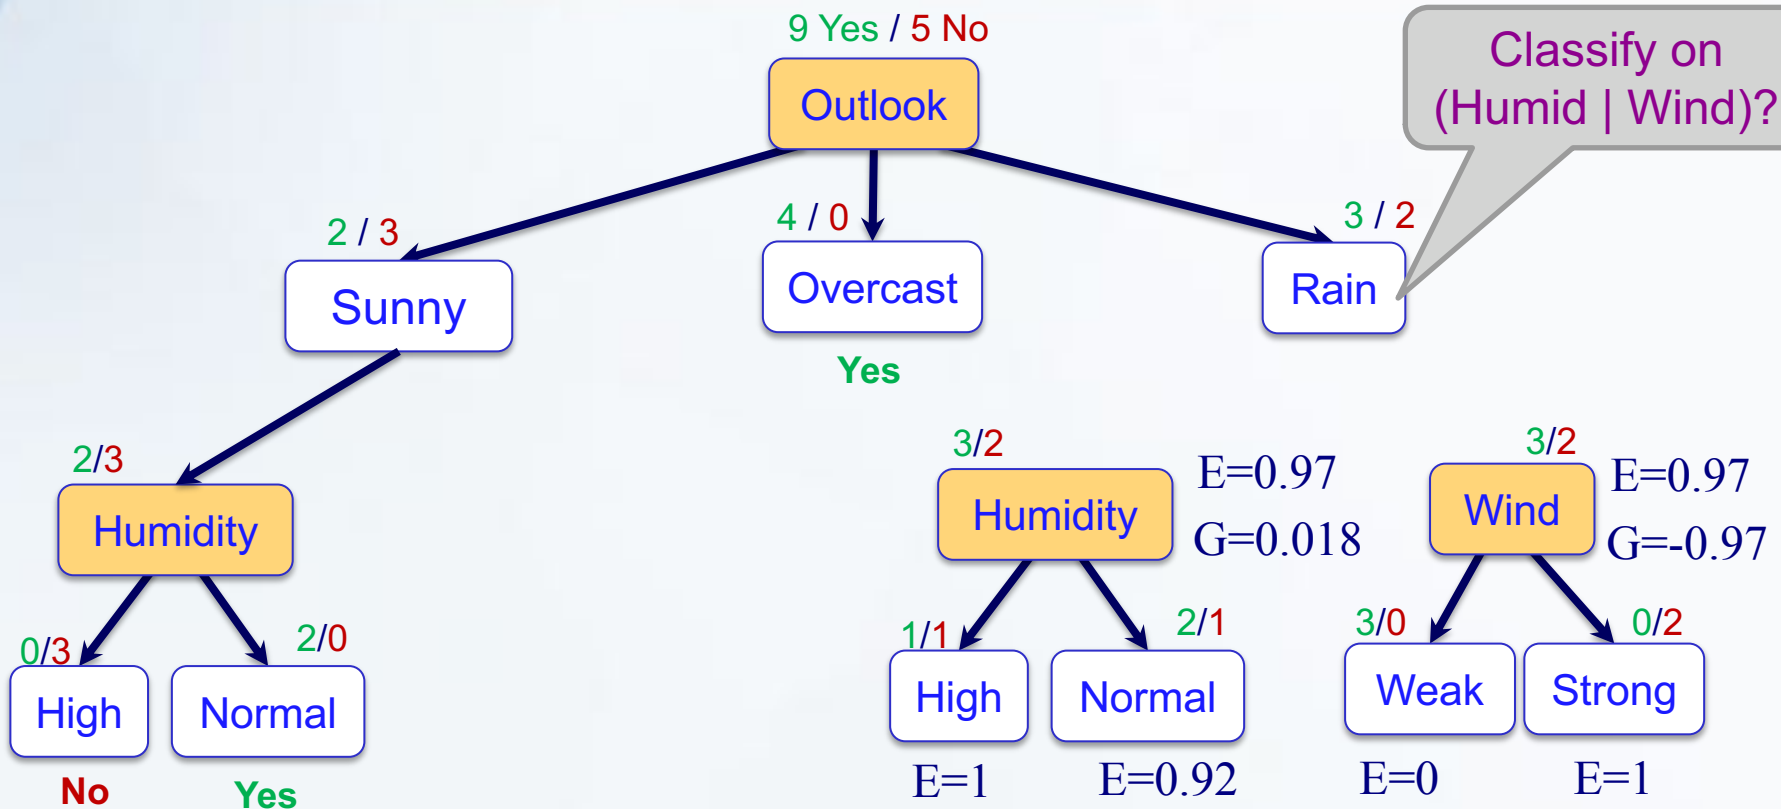 9 Yes / 5 No
Outlook
Classify on
(Humid | Wind)?
2 / 3
4 / 0
3 / 2
Sunny
Overcast
Rain
Yes
2/3
Humidity
0/3
2/0
High
Normal
No
Yes
3/2
Humidity
E=0.97
G=0.018
1/1
2/1
High
Normal
E=1
E=0.92
3/2
Wind
E=0.97
G=-0.97
3/0
0/2
Weak
Strong
E=0
E=1